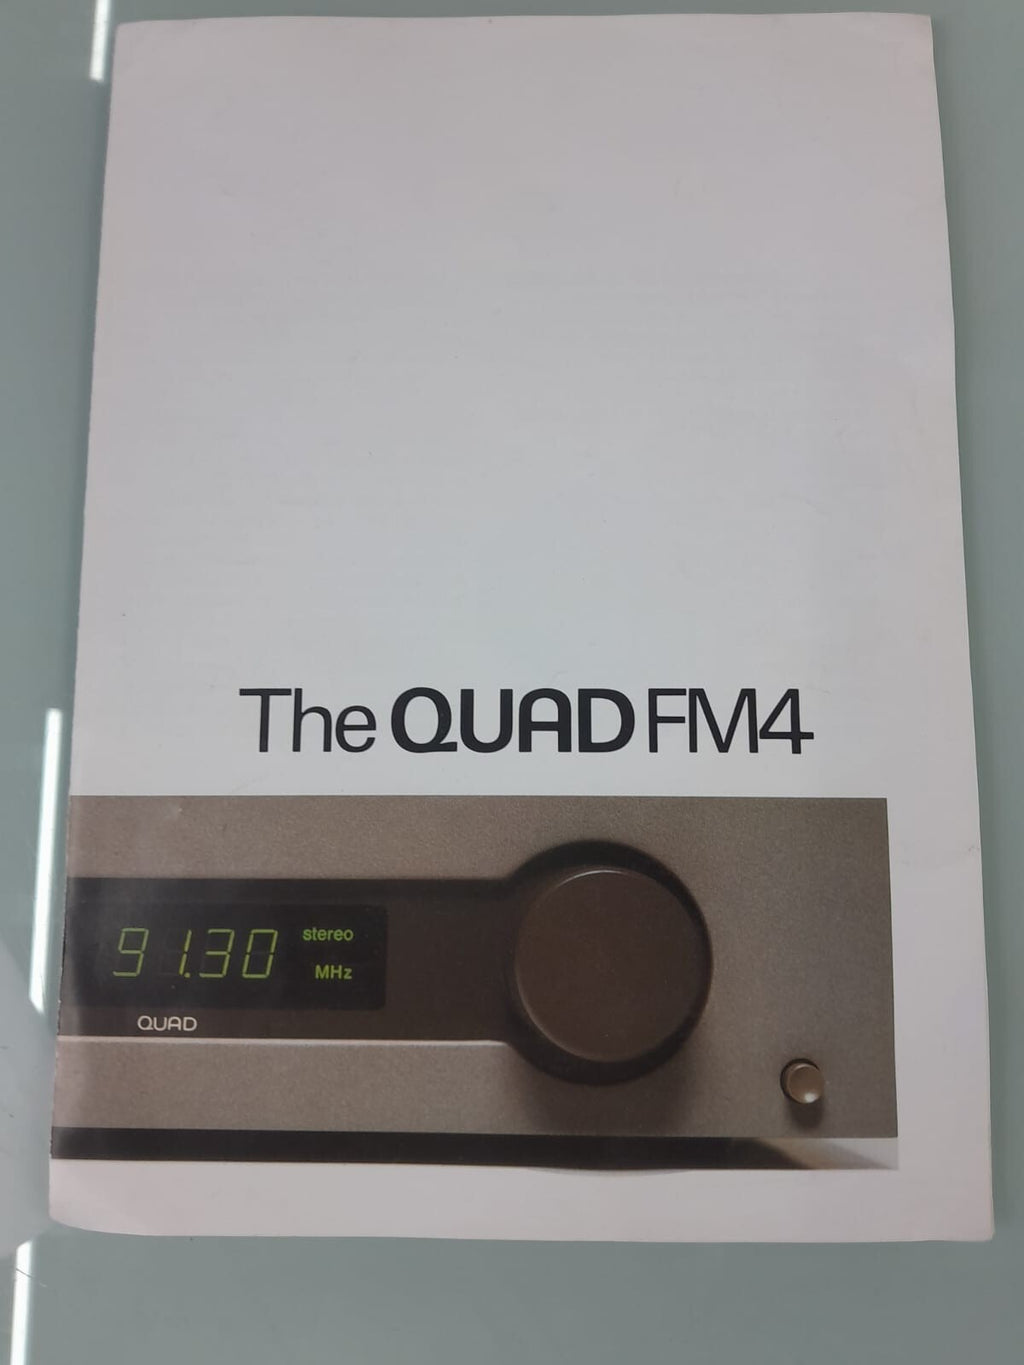 The QUAD FM4
91.30 stereo
MHz
QUAD